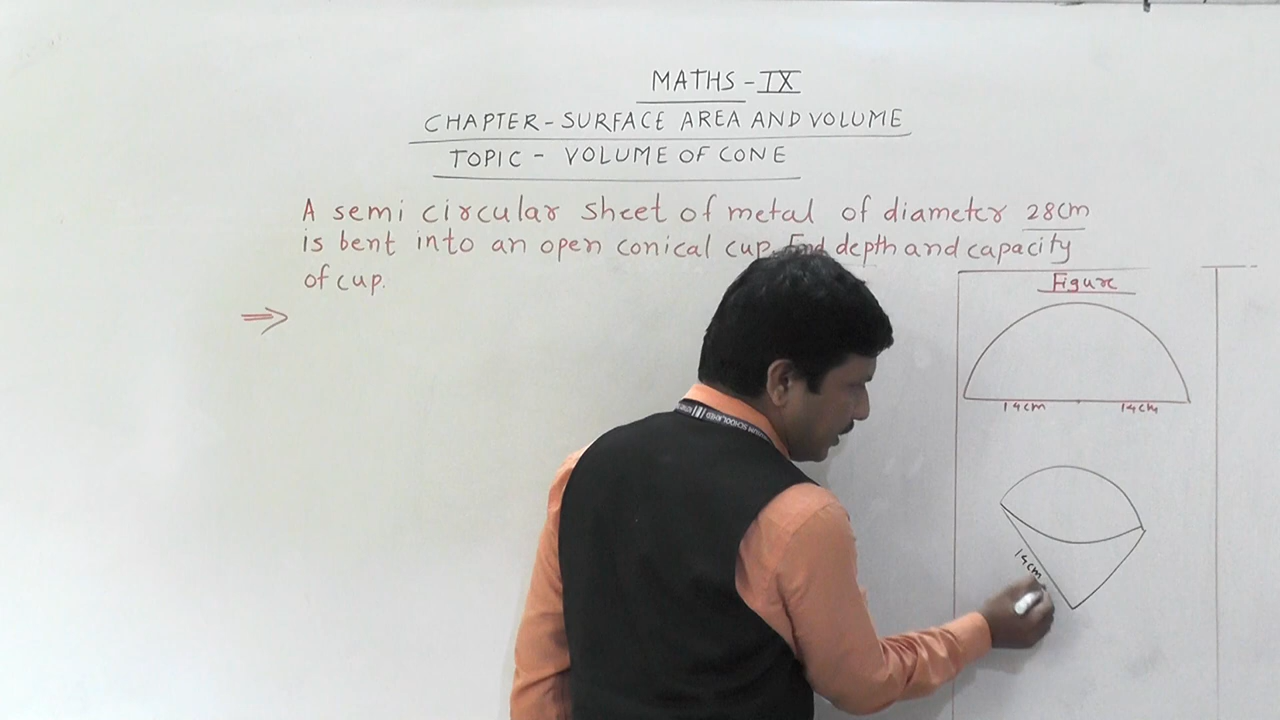 MATHS - IX
CHAPTER - SURFACE AREA AND VOLUME
TOPIC - VOLUME OF CONE
A semi circular sheet of metal of diameter 28cm
is bent into an open conical cup. depth and capacity
of cup.
Figure
14cm 14cm
14cm